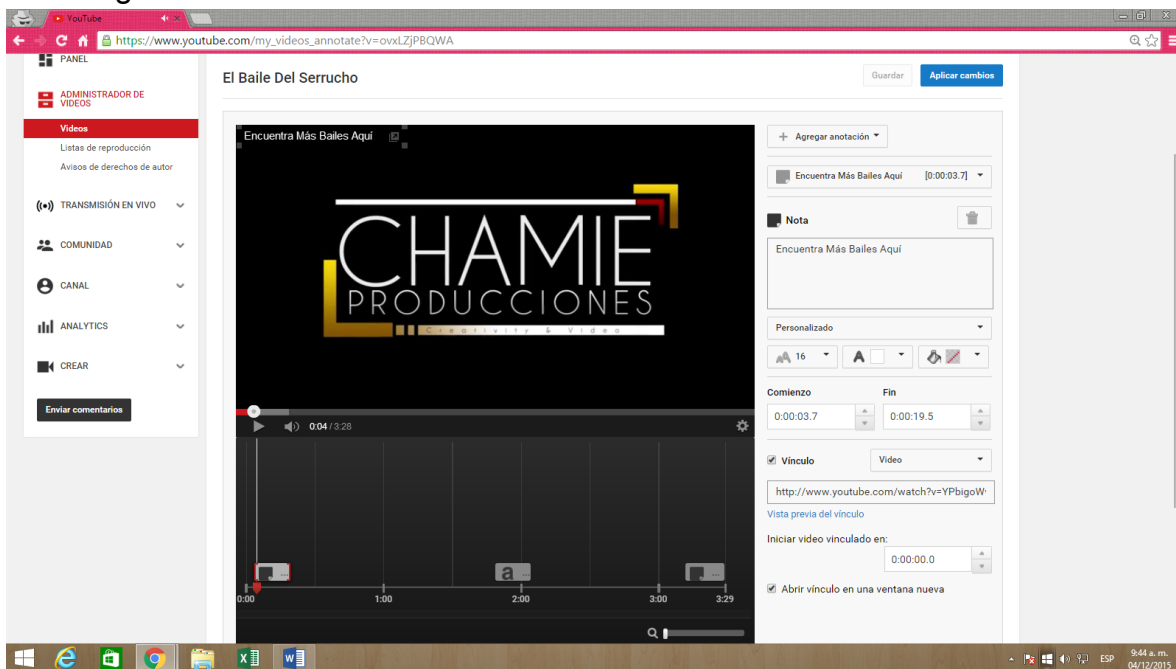 YouTube
https://www.youtube.com/my_videos_annotate?v=ovxLZjPBQWA
PANEL
ADMINISTRADOR DE
VIDEOS
Videos
Listas de reproducción
Avisos de derechos de autor
TRANSMISIÓN EN VIVO
COMUNIDAD
CANAL
ANALYTICS
CREAR
Enviar comentarios
El Baile Del Serrucho
Guardar
Aplicar cambios
Encuentra Más Bailes Aquí
CHAMIE
PRODUCCIONES
Creativity & Video
0:04 / 3:28
a ...
0:00 1:00 2:00 3:00 3:29
+ Agregar anotación
Encuentra Más Bailes Aquí [0:00:03.7]
Nota
Encuentra Más Bailes Aquí
Personalizado
16
A
Comienzo Fin
0:00:03.7 0:00:19.5
Vínculo Video
http://www.youtube.com/watch?v=YPbigoW
Vista previa del vínculo
Iniciar video vinculado en:
0:00:00.0
Abrir vínculo en una ventana nueva
ESP
9:44 a. m.
04/12/2015